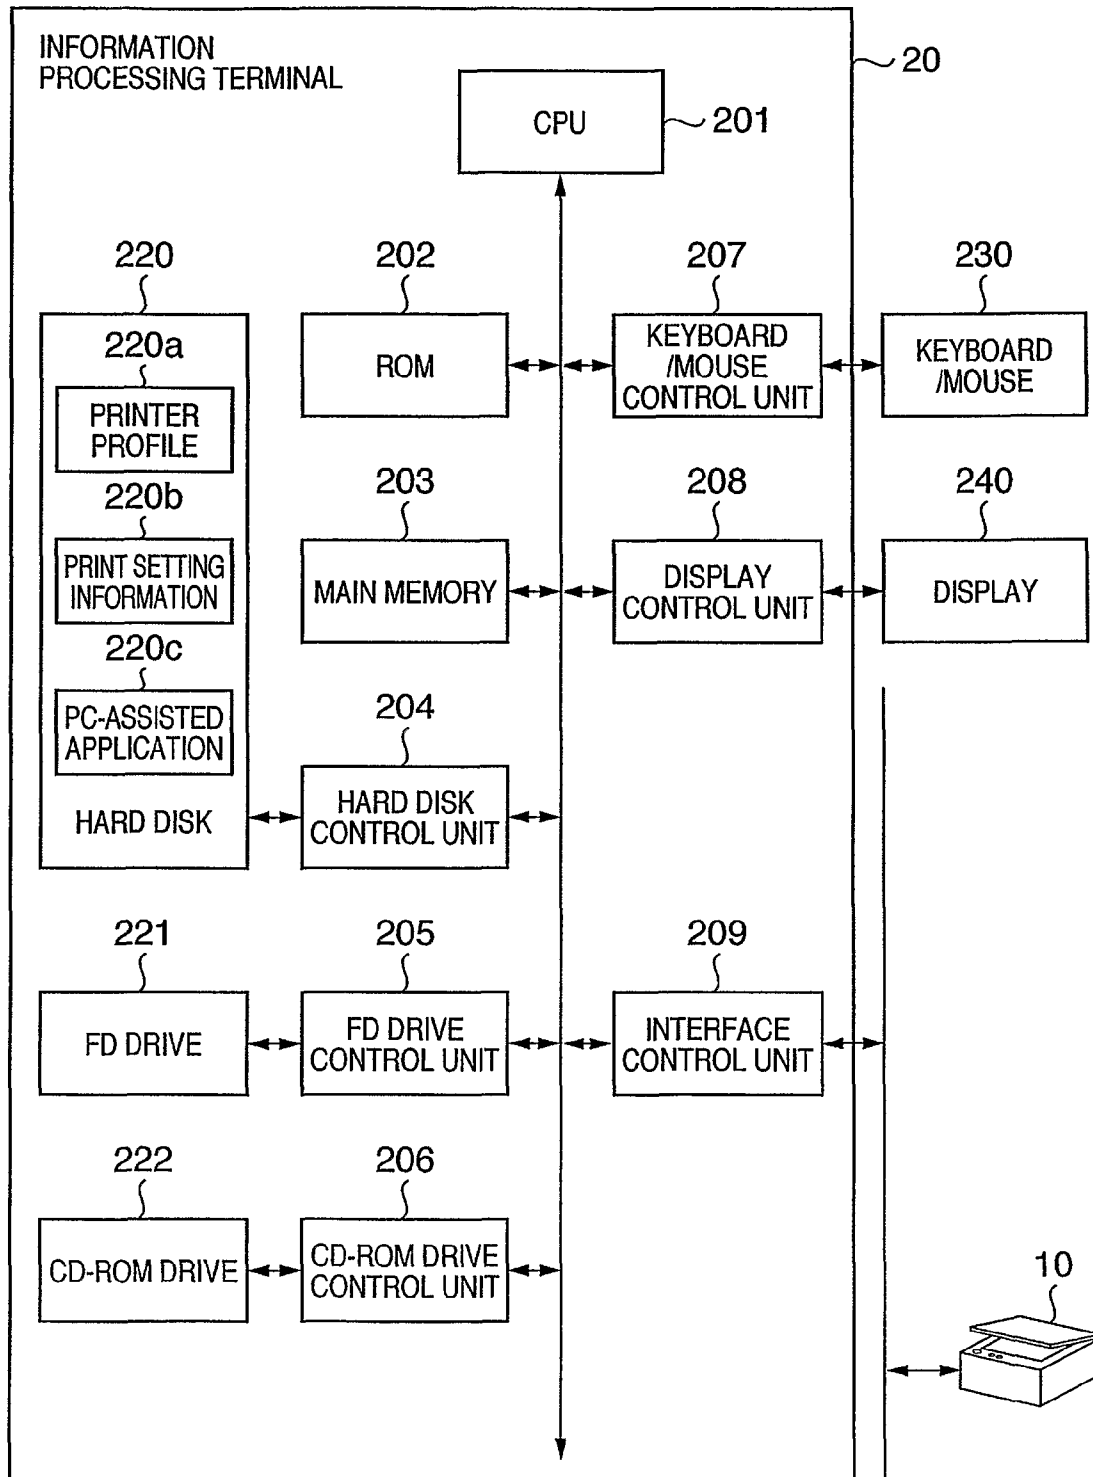 INFORMATION
PROCESSING TERMINAL
20
CPU
201
220
202
207
230
220a
PRINTER
PROFILE
ROM
KEYBOARD
/MOUSE
CONTROL UNIT
KEYBOARD
/MOUSE
220b
PRINT SETTING
INFORMATION
203
208
240
MAIN MEMORY
DISPLAY
CONTROL UNIT
DISPLAY
220c
PC-ASSISTED
APPLICATION
HARD DISK
204
HARD DISK
CONTROL UNIT
221
205
209
FD DRIVE
FD DRIVE
CONTROL UNIT
INTERFACE
CONTROL UNIT
222
206
CD-ROM DRIVE
CD-ROM DRIVE
CONTROL UNIT
10